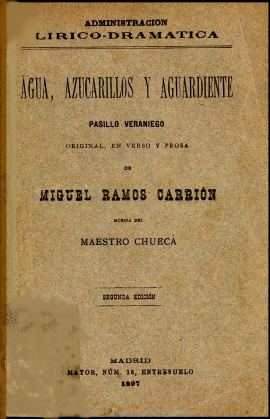 ADMINISTRACION
LIRICO-DRAMATICA
AGUA, AZUCARILLOS Y AGUARDIENTE
PASILLO VERANIEGO
ORIGINAL, EN VERSO Y PROSA
DE
MIGUEL RAMOS CARRIÓN
MÚSICA DEL
MAESTRO CHUECA
SEGUNDA EDICIÓN
MADRID
MAYOR, NÚM. 16, ENTRESUELO
1897